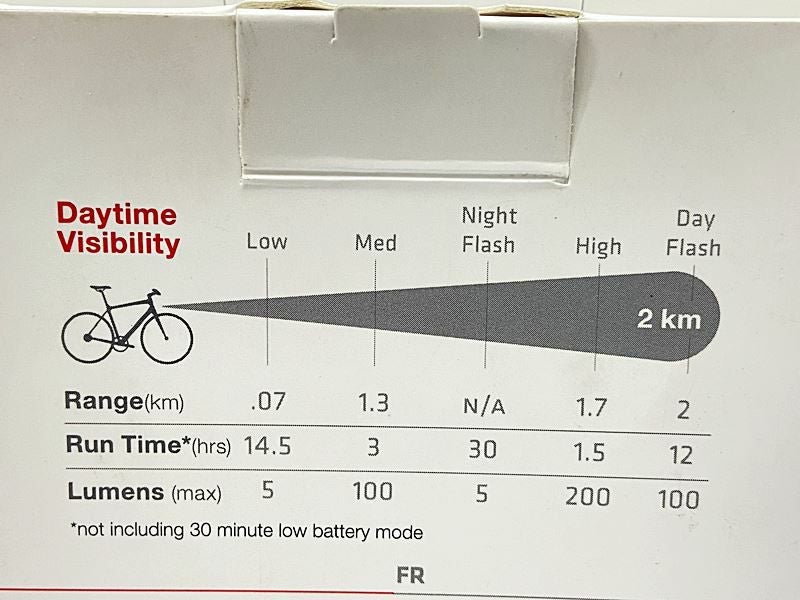 Daytime
Visibility
Low Med Night Flash High Day Flash
2 km
Range(km) .07 1.3 N/A 1.7 2
Run Time*(hrs) 14.5 3 30 1.5 12
Lumens (max) 5 100 5 200 100
*not including 30 minute low battery mode
FR